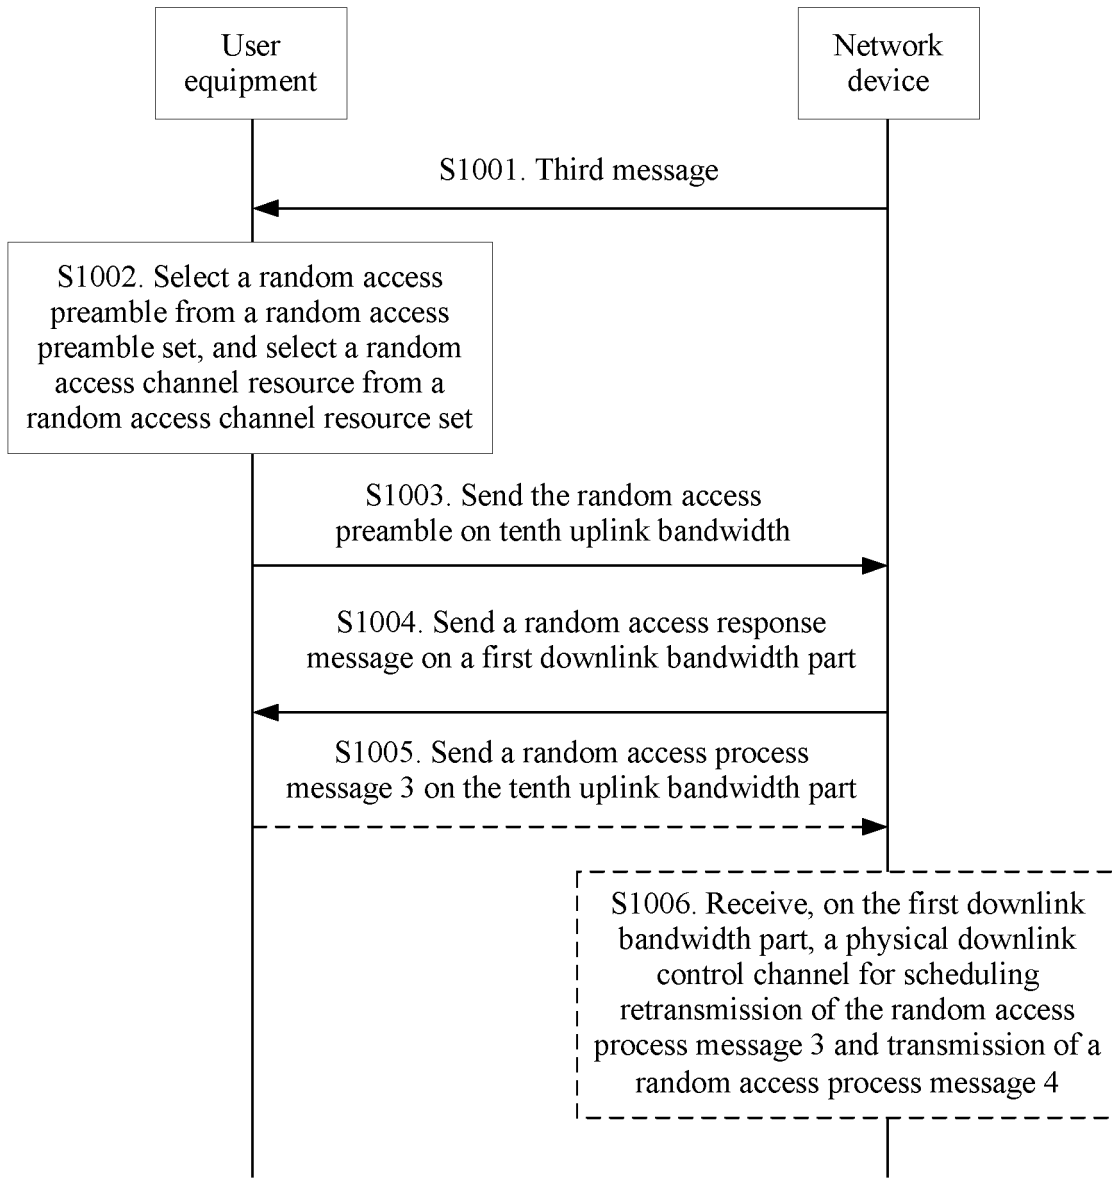 User
equipment
Network
device
S1001. Third message
S1002. Select a random access
preamble from a random access
preamble set, and select a random
access channel resource from a
random access channel resource set
S1003. Send the random access
preamble on tenth uplink bandwidth
S1004. Send a random access response
message on a first downlink bandwidth part
S1005. Send a random access process
message 3 on the tenth uplink bandwidth part
S1006. Receive, on the first downlink
bandwidth part, a physical downlink
control channel for scheduling
retransmission of the random access
process message 3 and transmission of a
random access process message 4